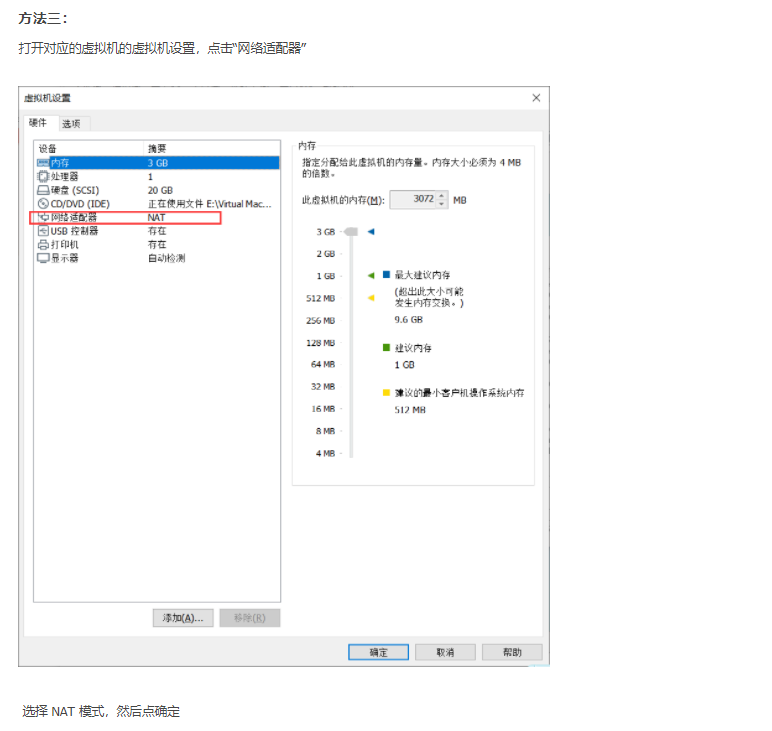 方法三：
打开对应的虚拟机的虚拟机设置，点击“网络适配器”
虚拟机设置
硬件 选项
设备 摘要
内存 3 GB
处理器 1
硬盘 (SCSI) 20 GB
CD/DVD (IDE) 正在使用文件 E:\Virtual Mac...
网络适配器 NAT
USB 控制器 存在
打印机 存在
显示器 自动检测
添加(A)... 移除(R)
内存
指定分配给此虚拟机的内存量。内存大小必须为 4 MB
的倍数。
此虚拟机的内存(M): 3072 MB
3 GB
2 GB
1 GB
512 MB
256 MB
128 MB
64 MB
32 MB
16 MB
8 MB
4 MB
最大建议内存
(超出此大小可能
发生内存交换。)
9.6 GB
建议内存
1 GB
建议的最小客户机操作系统内存
512 MB
确定 取消 帮助
选择 NAT 模式，然后点确定